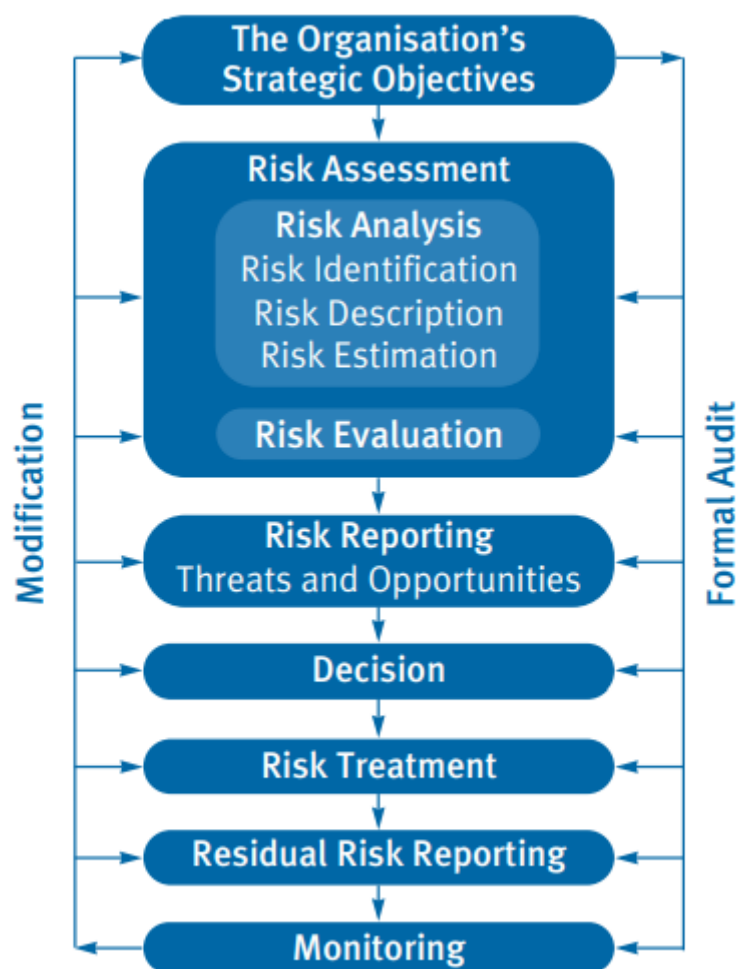 The Organisation's
Strategic Objectives
Risk Assessment
Risk Analysis
Risk Identification
Risk Description
Risk Estimation
Risk Evaluation
Risk Reporting
Threats and Opportunities
Decision
Risk Treatment
Residual Risk Reporting
Monitoring
Modification
Formal Audit